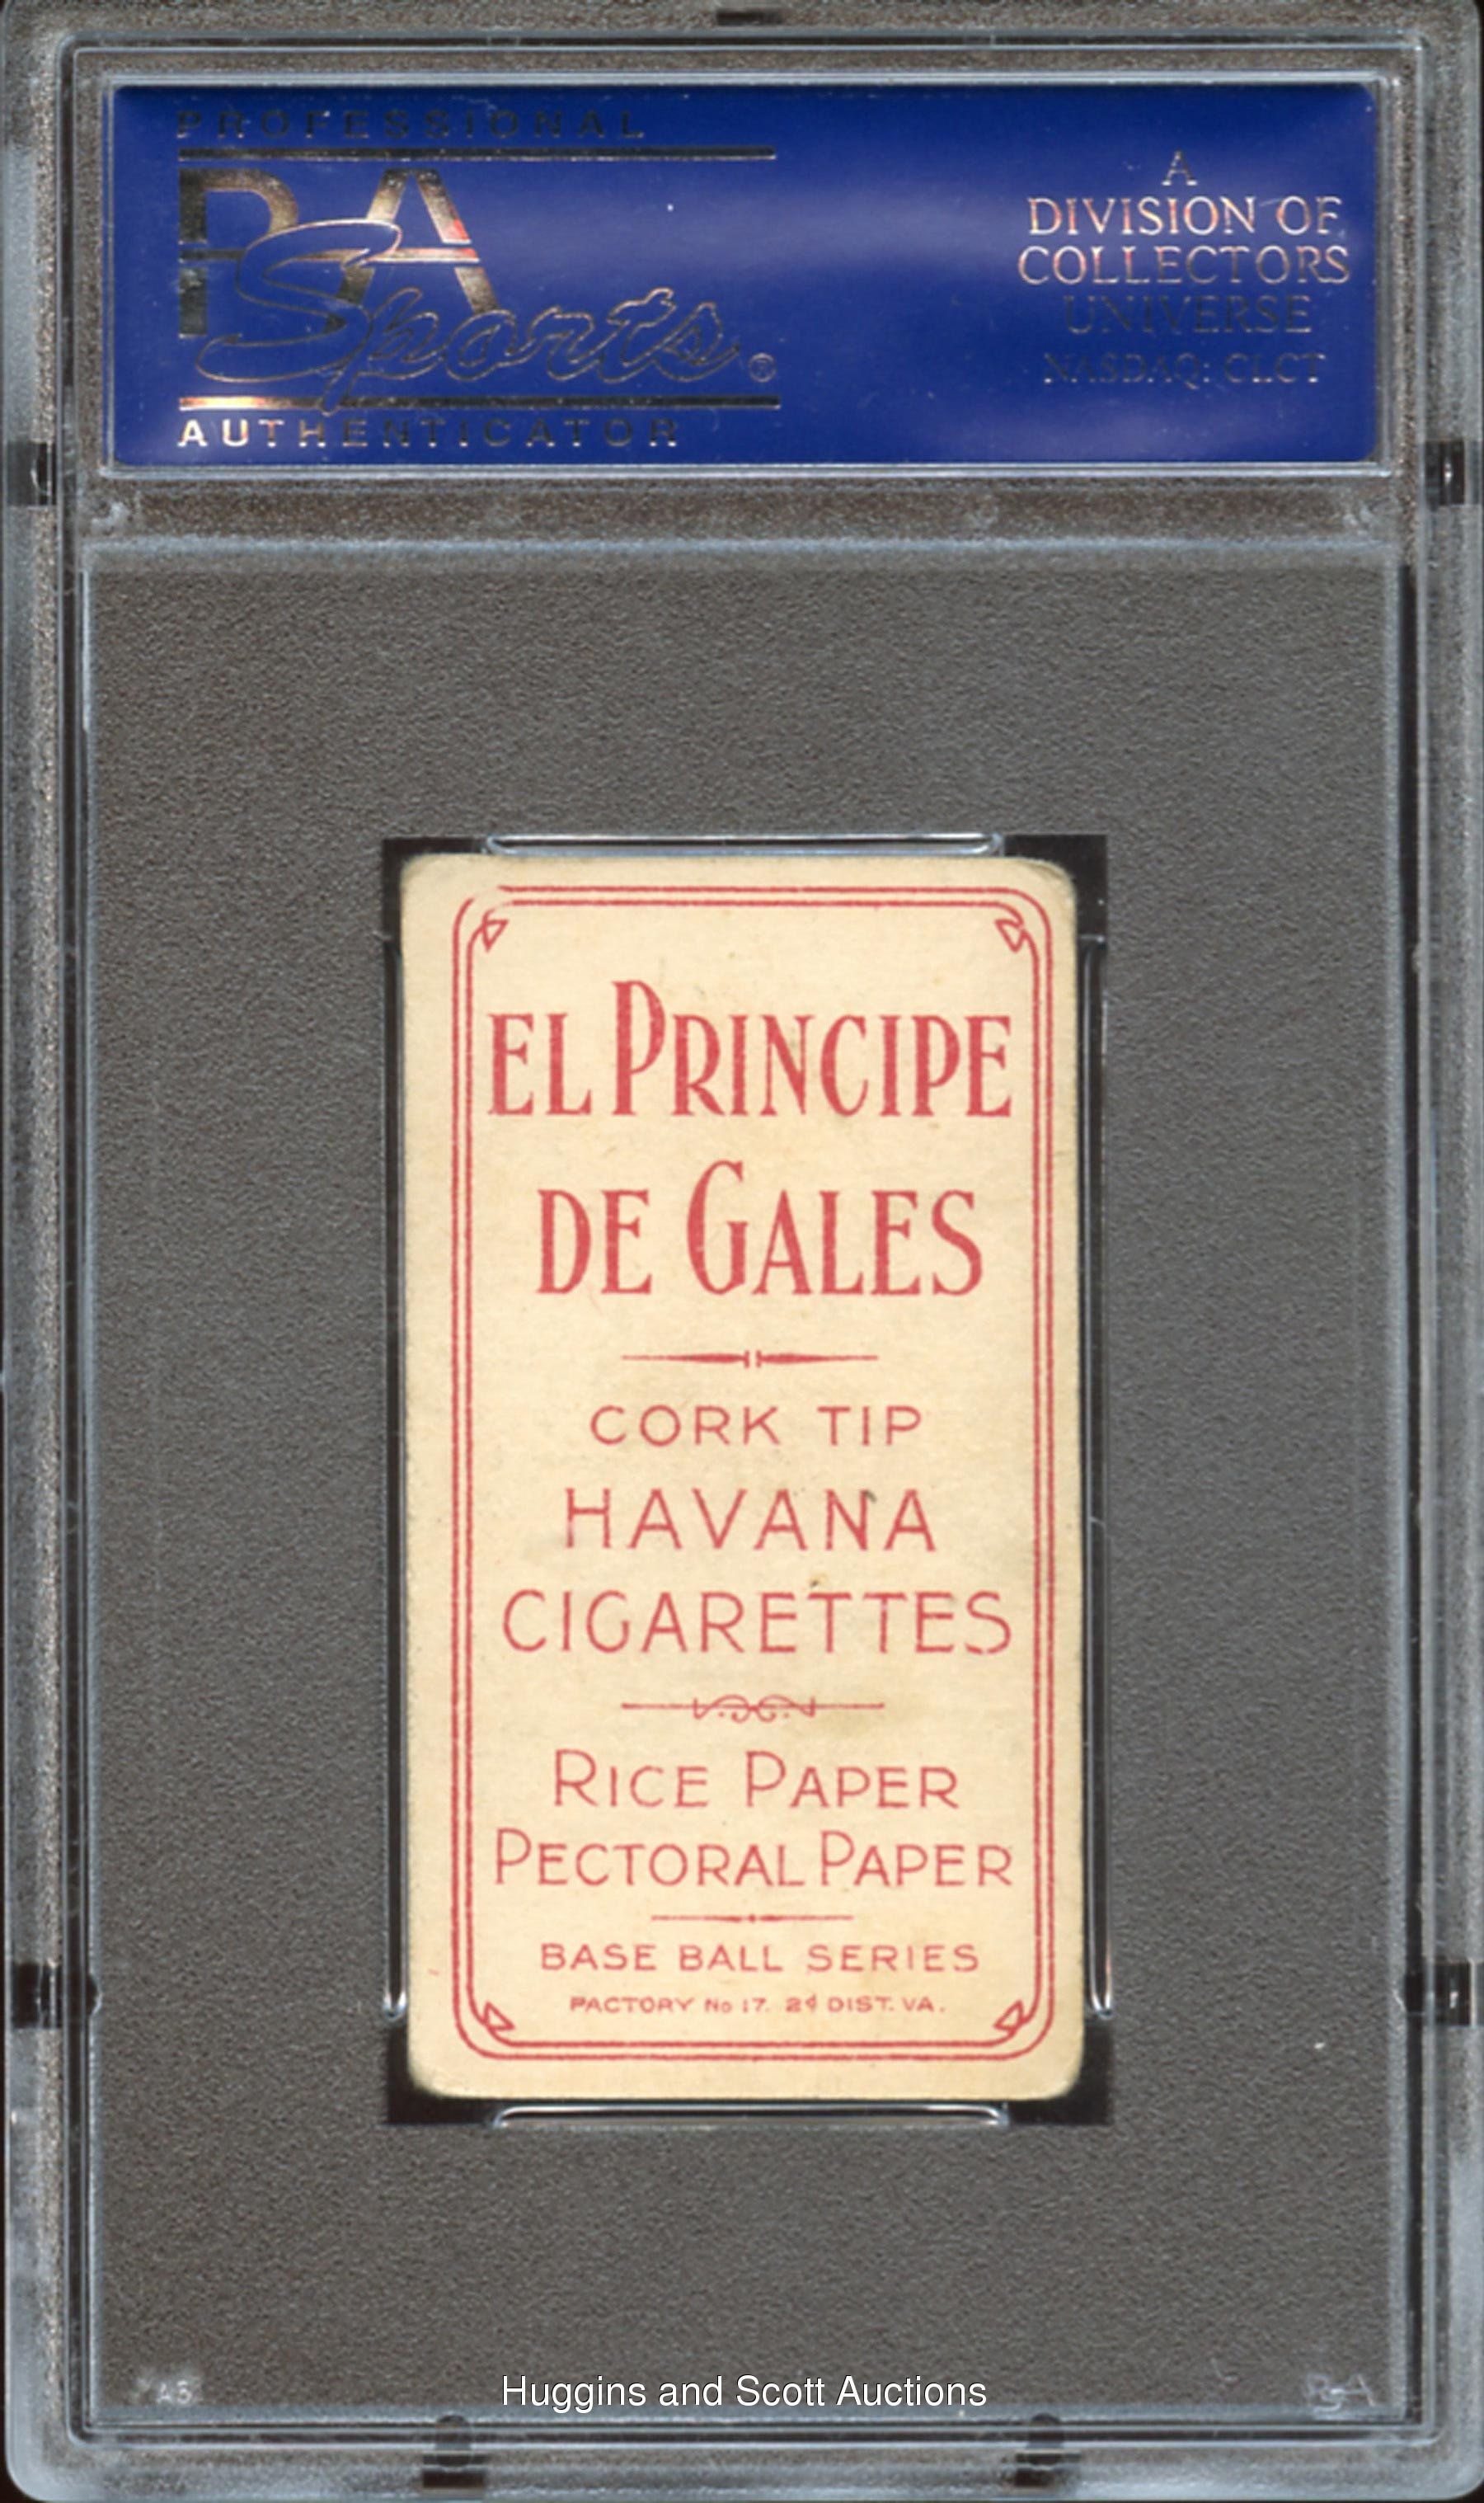 PROFESSIONAL
PSA
Sports®
AUTHENTICATOR
A
DIVISION OF
COLLECTORS
UNIVERSE
NASDAQ: CLCT
EL PRINCIPE
DE GALES
CORK TIP
HAVANA
CIGARETTES
RICE PAPER
PECTORAL PAPER
BASE BALL SERIES
FACTORY No 17. 2d DIST. VA.
Huggins and Scott Auctions
PSA